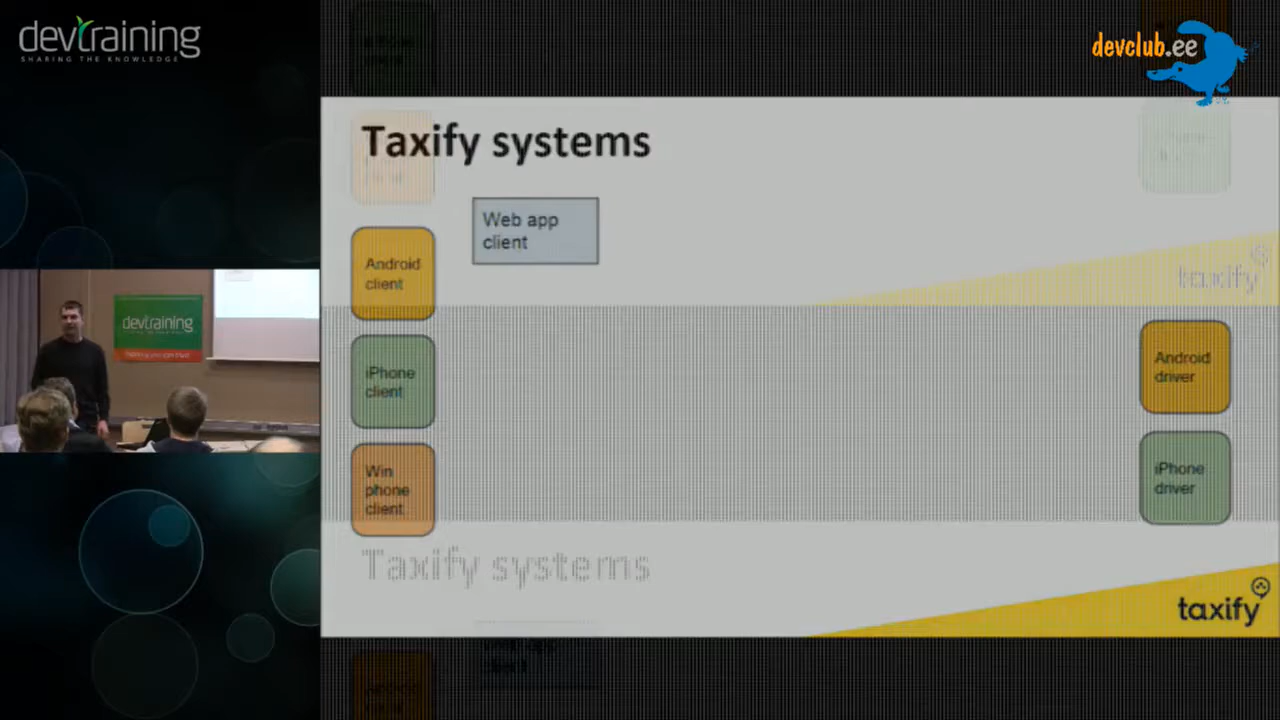 devtraining
SHARING THE KNOWLEDGE
devclub.ee
Taxify systems
Web app
client
Android
client
iPhone
client
Win
phone
client
Android
driver
iPhone
driver
taxify
devtraining
Taxify systems
taxify